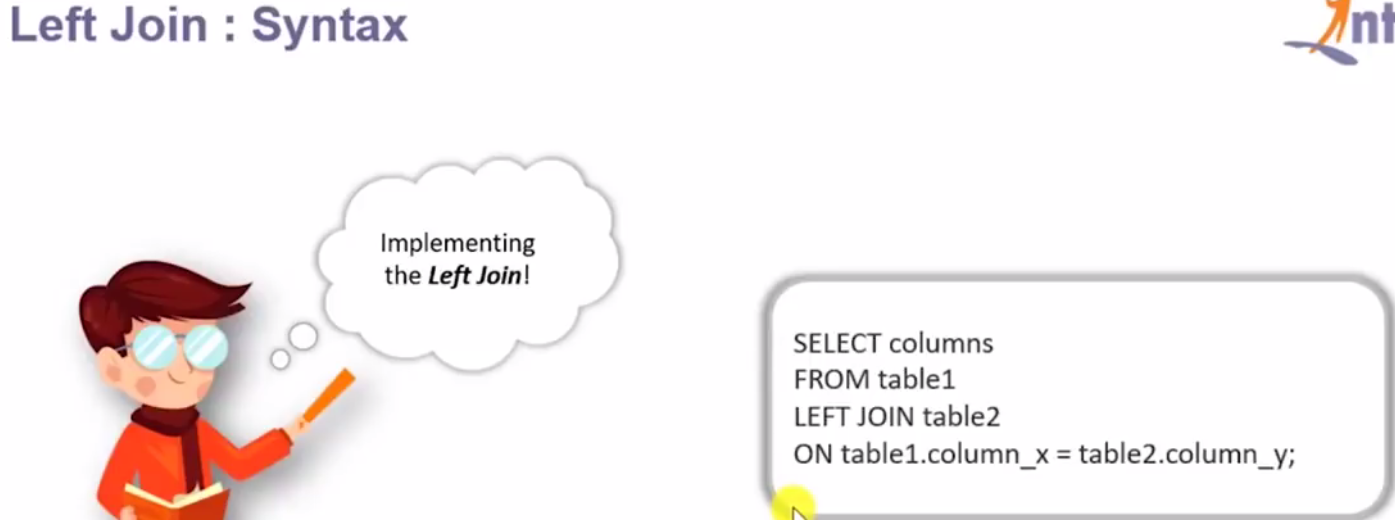 Left Join : Syntax
Implementing
the Left Join!
SELECT columns
FROM table1
LEFT JOIN table2
ON table1.column_x = table2.column_y;